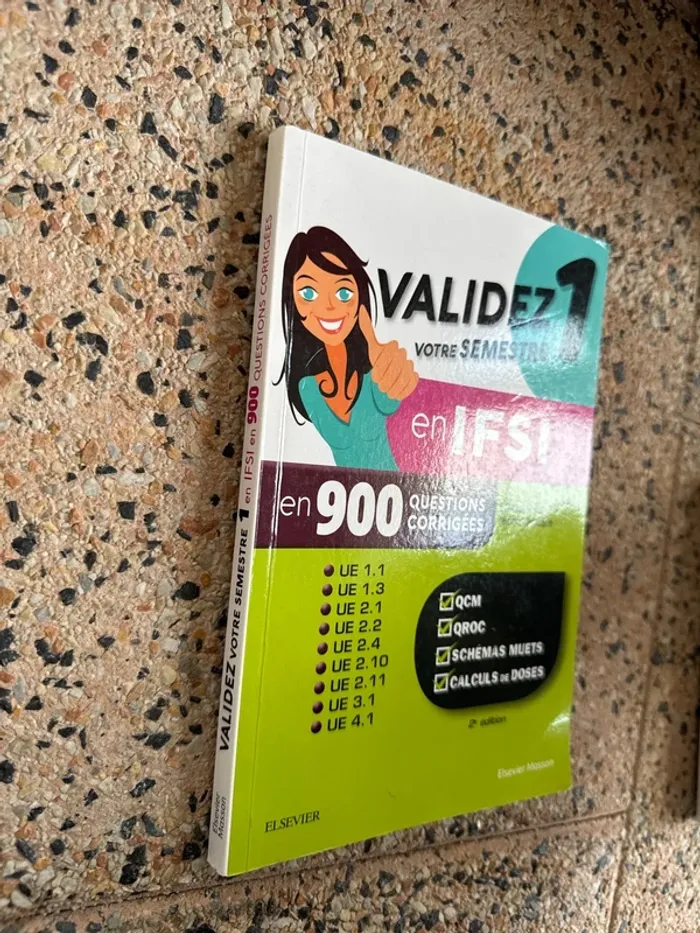 VALIDEZ 1
VOTRE SEMESTRE
en IFSI
en 900 QUESTIONS
CORRIGÉES
UE 1.1
UE 1.3
UE 2.1
UE 2.2
UE 2.4
UE 2.10
UE 2.11
UE 3.1
UE 4.1
QCM
QROC
SCHÉMAS MUETS
CALCULS DE DOSES
2e édition
Elsevier Masson
ELSEVIER
VALIDEZ VOTRE SEMESTRE 1 en IFSI en 900 QUESTIONS CORRIGÉES
Elsevier
Masson